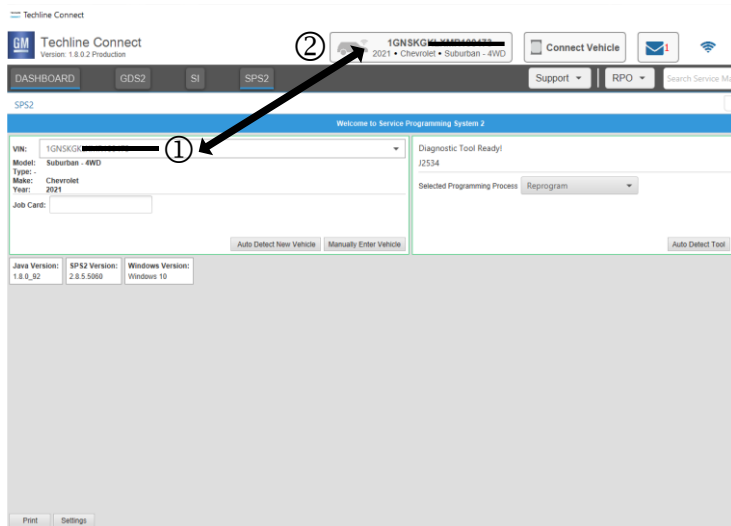 Techline Connect
GM
Techline Connect
Version: 1.8.0.2 Production
②
1GNSKGKLXMR100473
2021 • Chevrolet • Suburban - 4WD
Connect Vehicle
1
DASHBOARD GDS2 SI SPS2
Support
RPO
Search Service Ma
SPS2
Welcome to Service Programming System 2
VIN: 1GNSKGK
①
Model: Suburban - 4WD
Type: -
Make: Chevrolet
Year: 2021
Job Card:
Auto Detect New Vehicle
Manually Enter Vehicle
Diagnostic Tool Ready!
J2534
Selected Programming Process Reprogram
Auto Detect Tool
Java Version: SPS2 Version: Windows Version:
1.8.0_92 2.8.5.5060 Windows 10
Print Settings